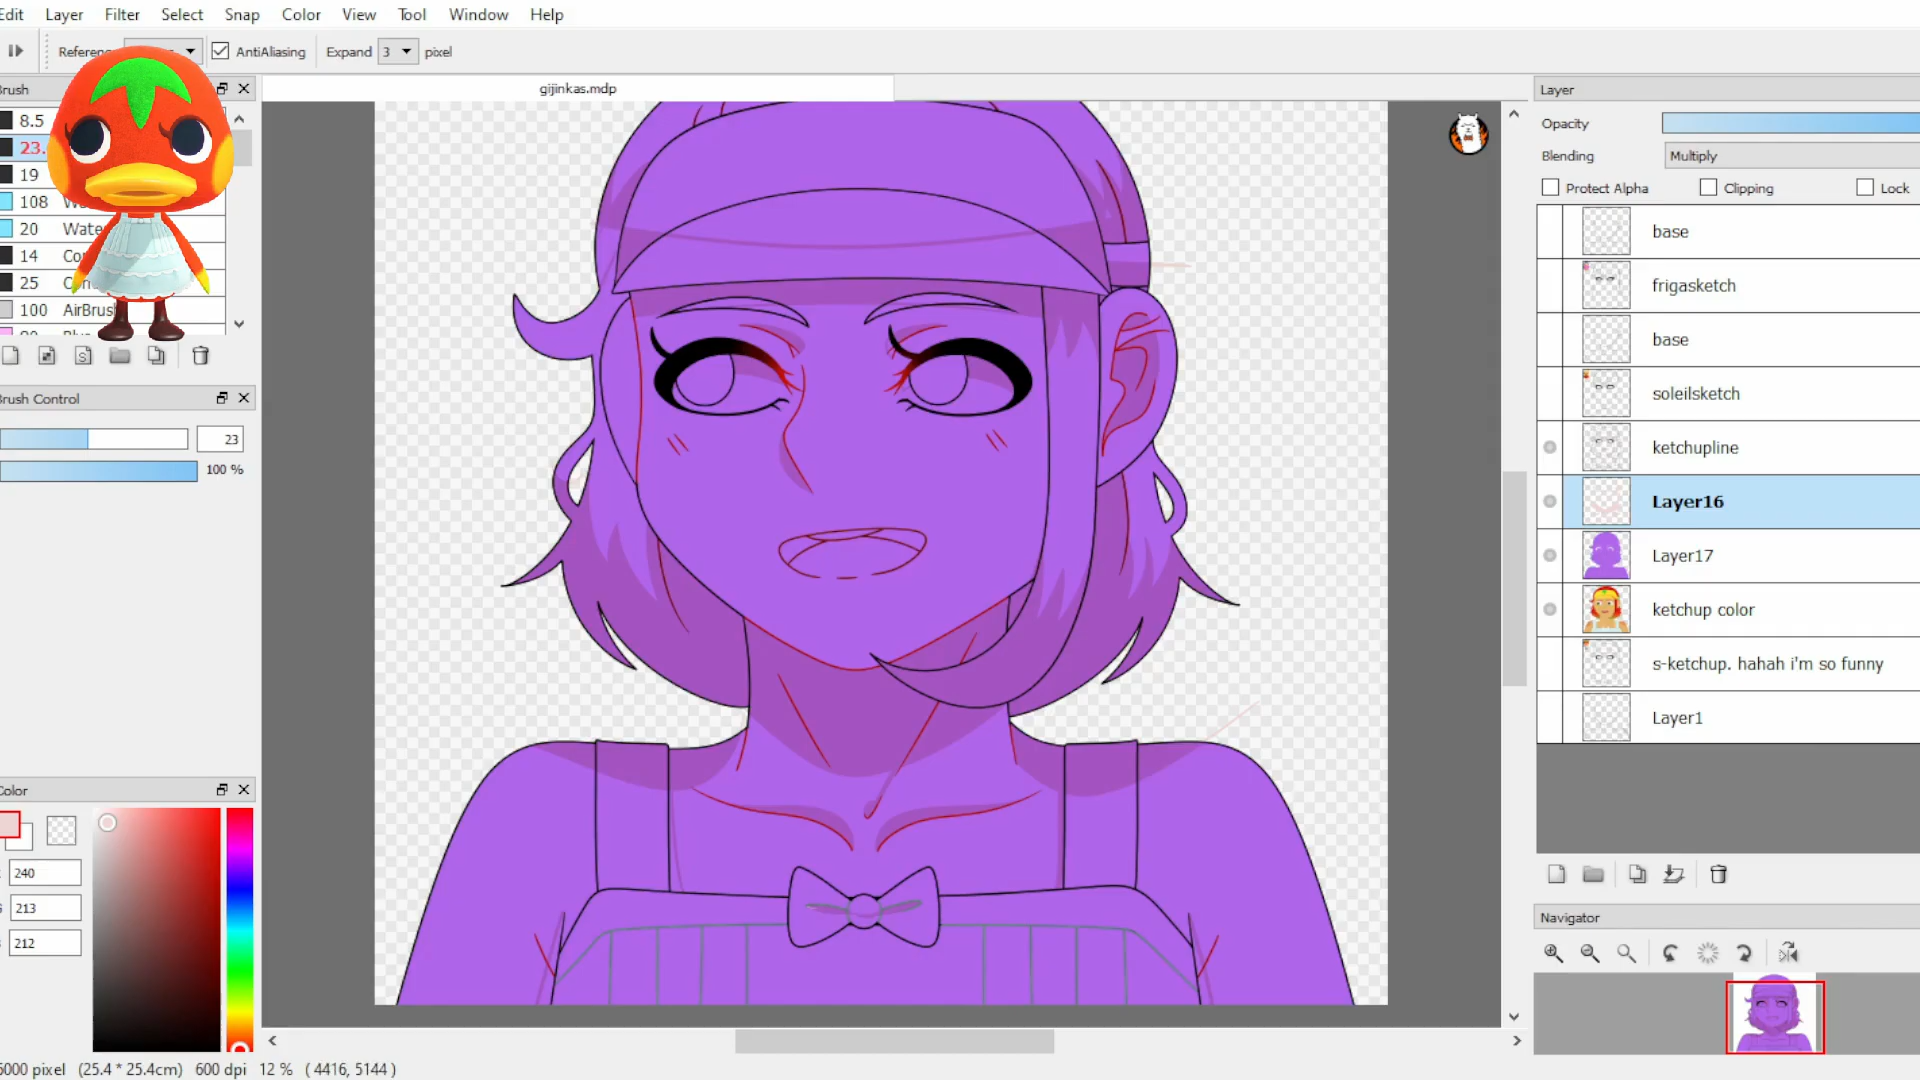 Edit Layer Filter Select Snap Color View Tool Window Help
AntiAliasing Expand 3 pixel
gijinkas.mdp
8.5
23.
19
108
20 Wate
14
25
100 AirBrus
Brush Control
23
100 %
Color
240
213
212
5000 pixel (25.4 * 25.4cm) 600 dpi 12 % ( 4416, 5144 )
Layer
Opacity
Blending Multiply
Protect Alpha Clipping Lock
base
frigasketch
base
soleilsketch
ketchupline
Layer16
Layer17
ketchup color
s-ketchup. hahah i'm so funny
Layer1
Navigator